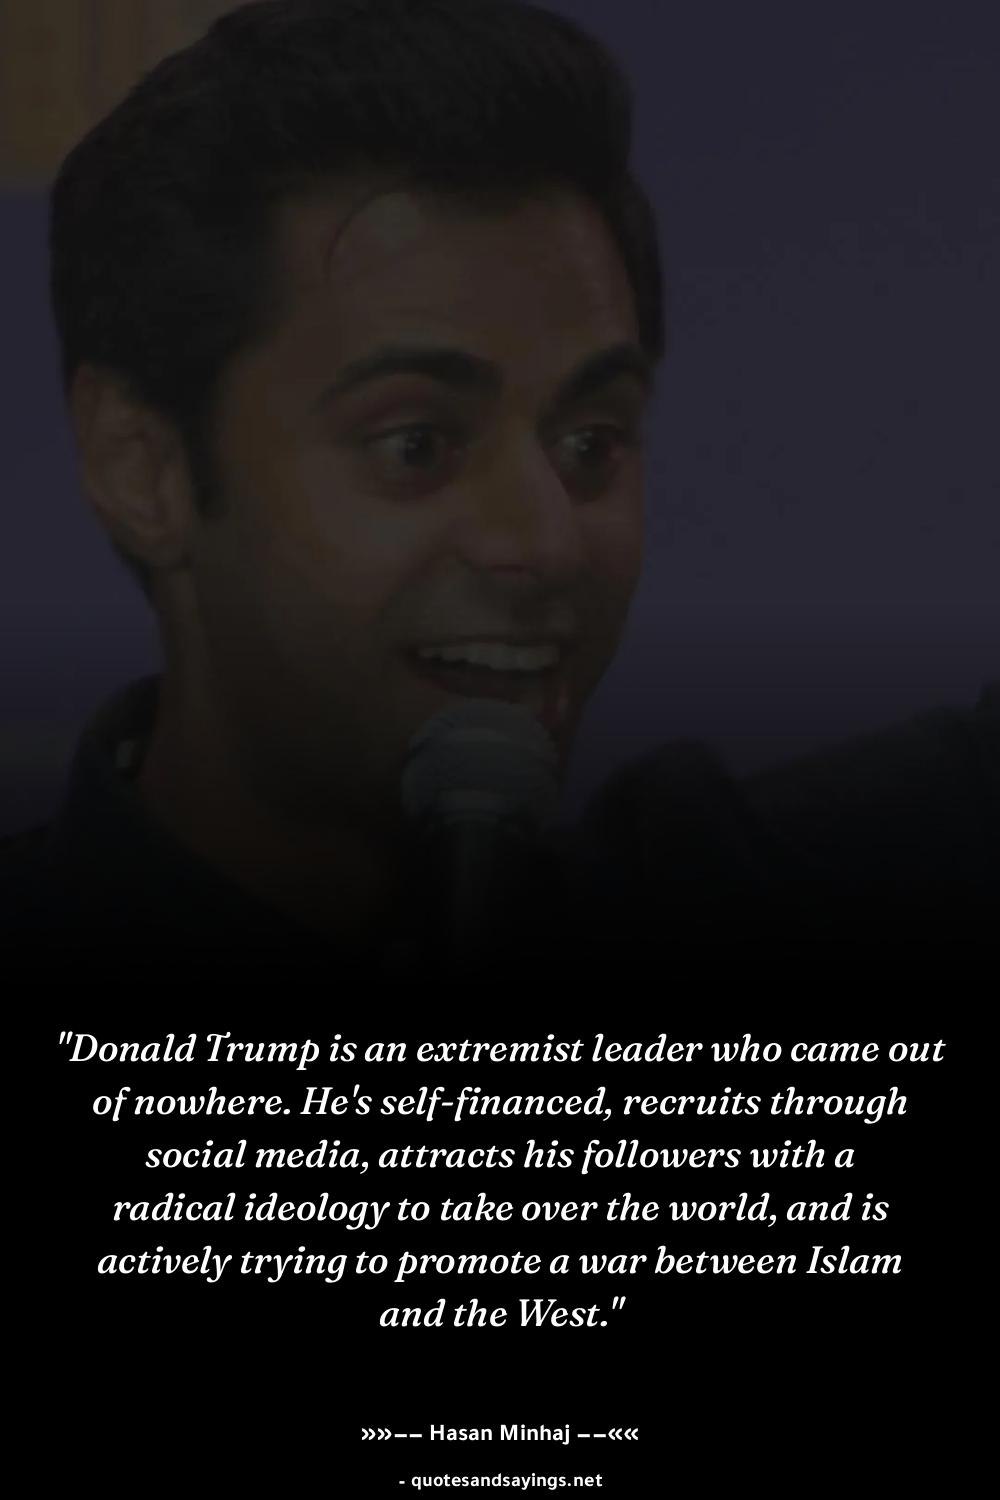 "Donald Trump is an extremist leader who came out
of nowhere. He's self-financed, recruits through
social media, attracts his followers with a
radical ideology to take over the world, and is
actively trying to promote a war between Islam
and the West."
»»−− Hasan Minhaj −−««
- quotesandsayings.net